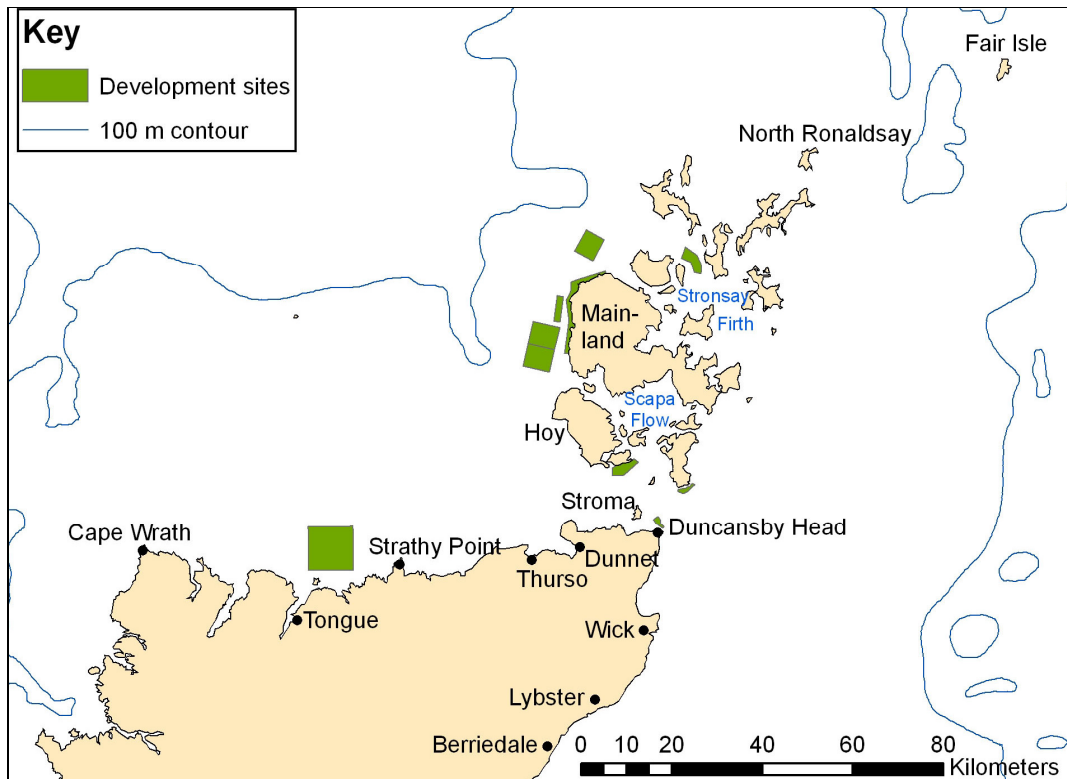 Key
Development sites
100 m contour
Fair Isle
North Ronaldsay
Stronsay
Firth
Main-
land
Scapa
Flow
Hoy
Stroma
Cape Wrath
Strathy Point
Duncansby Head
Dunnet
Thurso
Tongue
Wick
Lybster
Berriedale
0 10 20 40 60 80
Kilometers